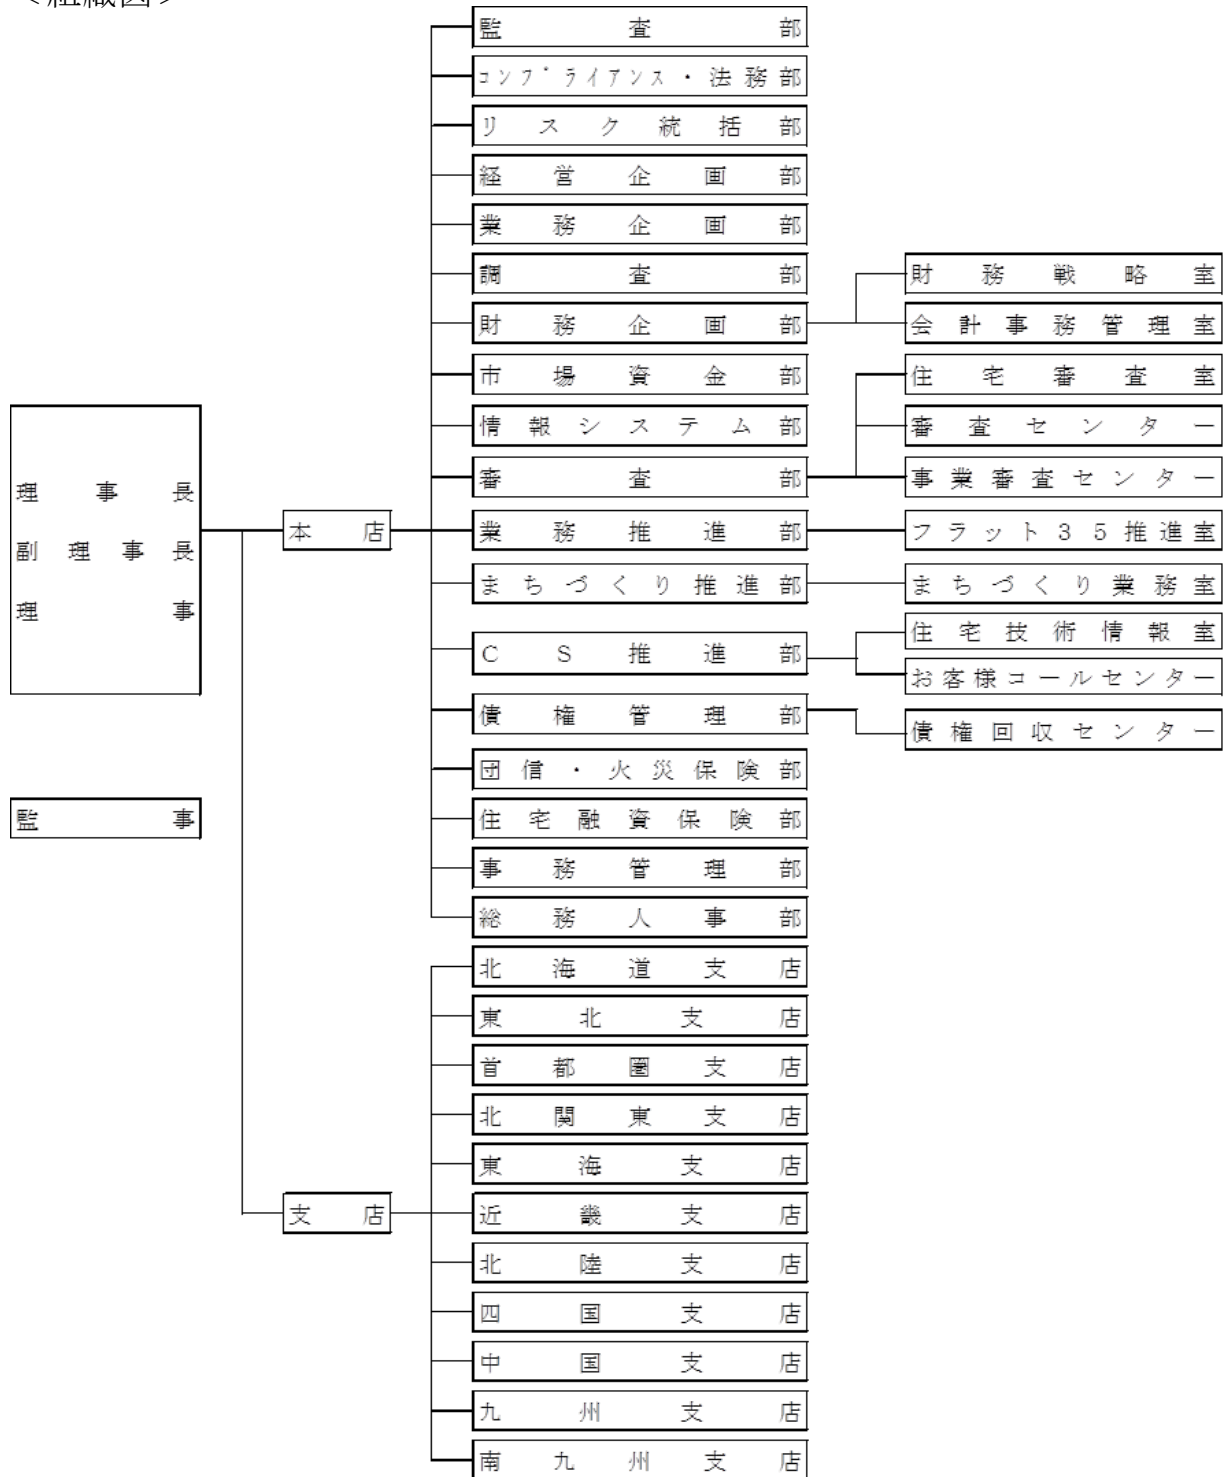 ＜組織図＞
監査部
コンプライアンス・法務部
リスク統括部
経営企画部
業務企画部
調査部
財務企画部
財務戦略室
会計事務管理室
市場資金部
情報システム部
審査部
住宅審査室
審査センター
事業審査センター
理事長
副理事長
理事
本店
業務推進部
フラット３５推進室
まちづくり推進部
まちづくり業務室
ＣＳ推進部
住宅技術情報室
お客様コールセンター
債権管理部
債権回収センター
団信・火災保険部
監事
住宅融資保険部
事務管理部
総務人事部
支店
北海道支店
東北支店
首都圏支店
北関東支店
東海支店
近畿支店
北陸支店
四国支店
中国支店
九州支店
南九州支店